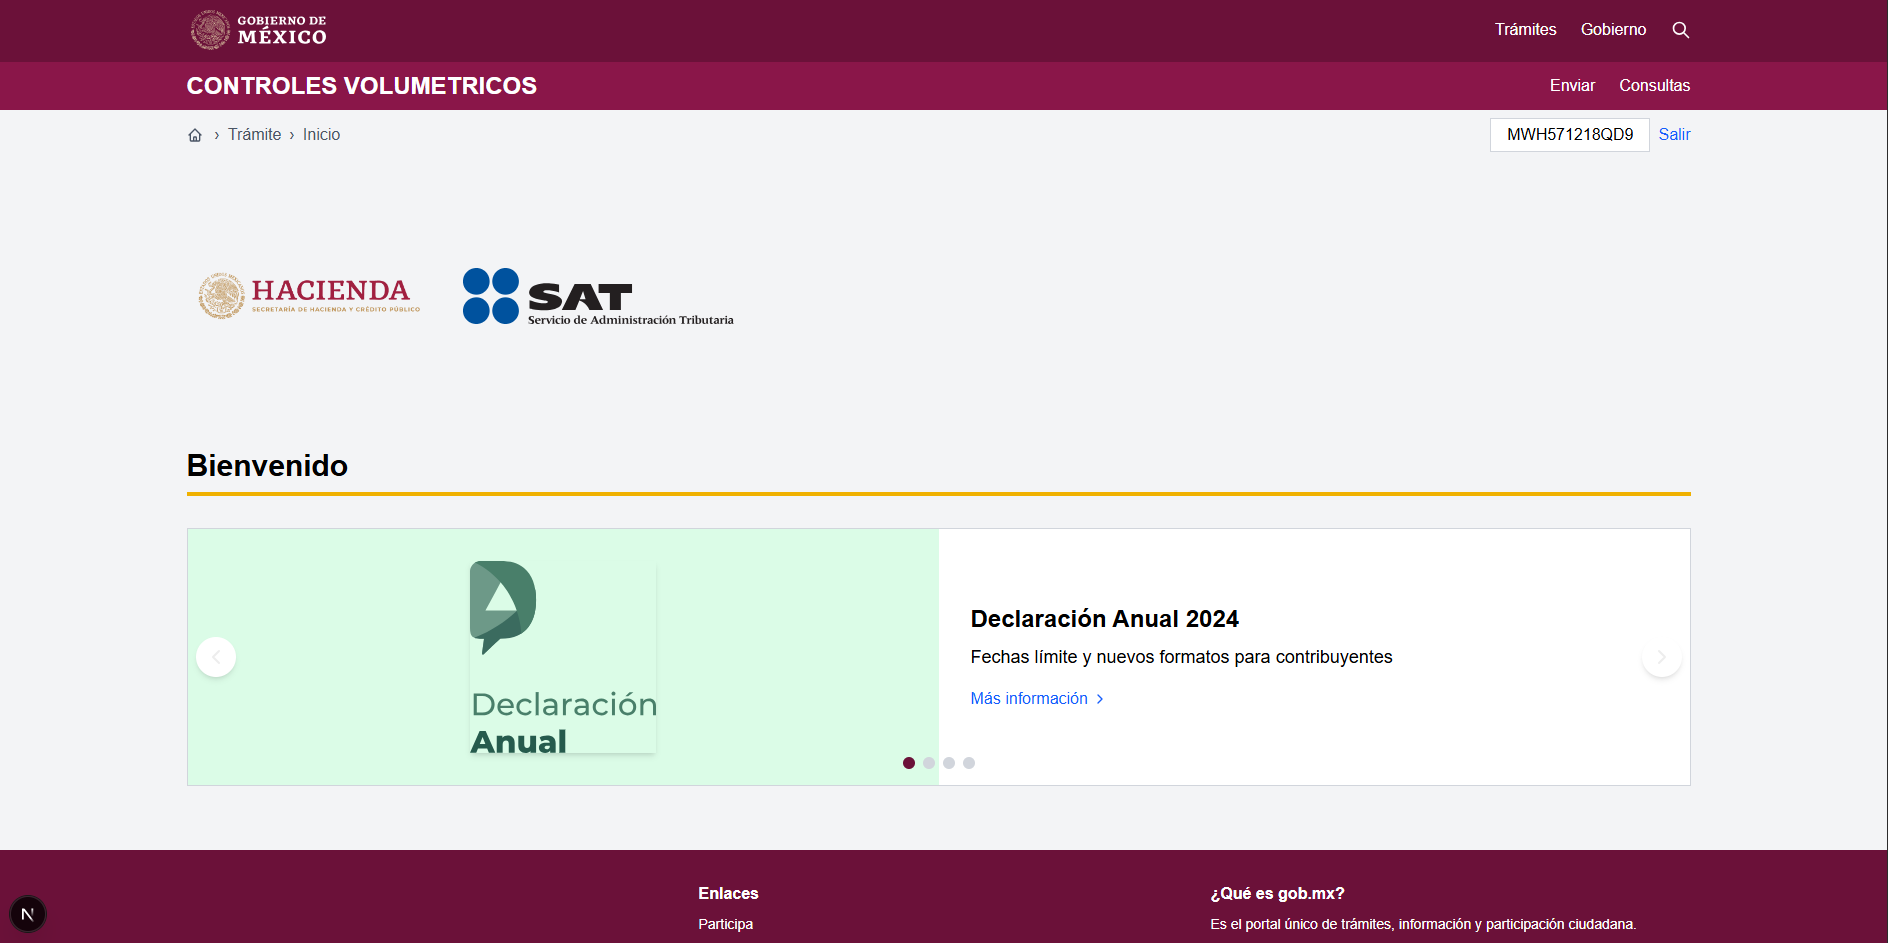 GOBIERNO DE
MÉXICO
Trámites
Gobierno
CONTROLES VOLUMETRICOS
Enviar
Consultas
› Trámite › Inicio
MWH571218QD9
Salir
HACIENDA
SECRETARÍA DE HACIENDA Y CRÉDITO PÚBLICO
SAT
Servicio de Administración Tributaria
Bienvenido
Declaración
Anual
Declaración Anual 2024
Fechas límite y nuevos formatos para contribuyentes
Más información
Enlaces
Participa
¿Qué es gob.mx?
Es el portal único de trámites, información y participación ciudadana.
N